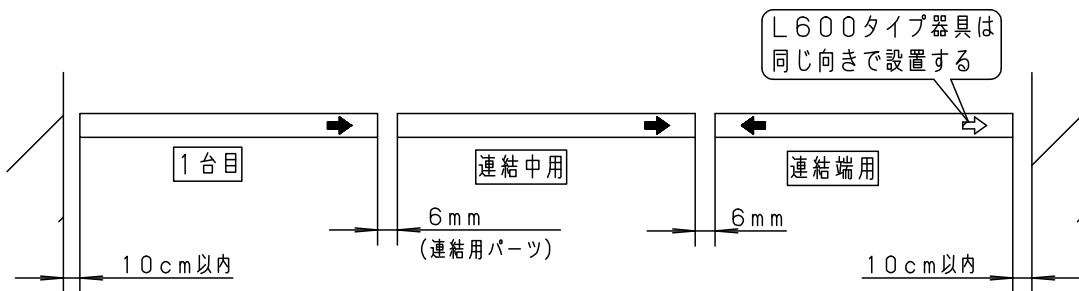 L600タイプ器具は
同じ向きで設置する
1台目
連結中用
連結端用
6mm
(連結用パーツ)
6mm
10cm以内
10cm以内